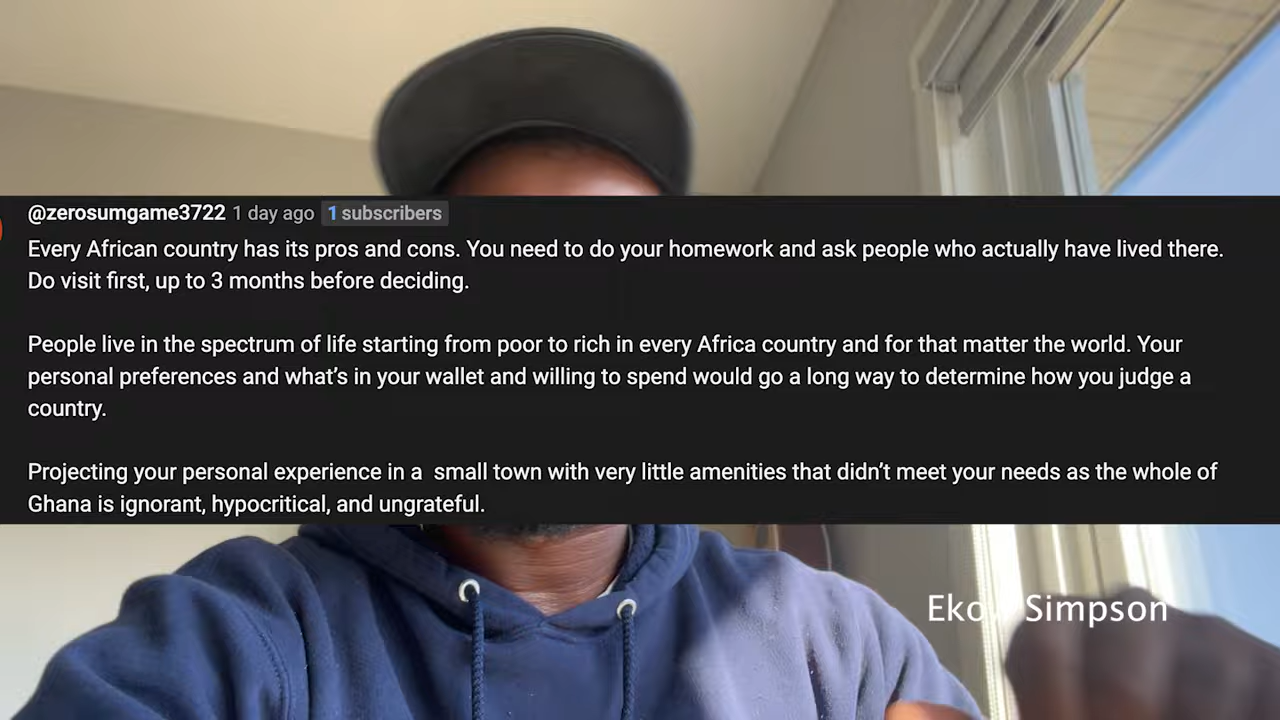 @zerosumgame3722 1 day ago 1 subscribers
Every African country has its pros and cons. You need to do your homework and ask people who actually have lived there.
Do visit first, up to 3 months before deciding.
People live in the spectrum of life starting from poor to rich in every Africa country and for that matter the world. Your
personal preferences and what's in your wallet and willing to spend would go a long way to determine how you judge a
country.
Projecting your personal experience in a small town with very little amenities that didn't meet your needs as the whole of
Ghana is ignorant, hypocritical, and ungrateful.
Simpson